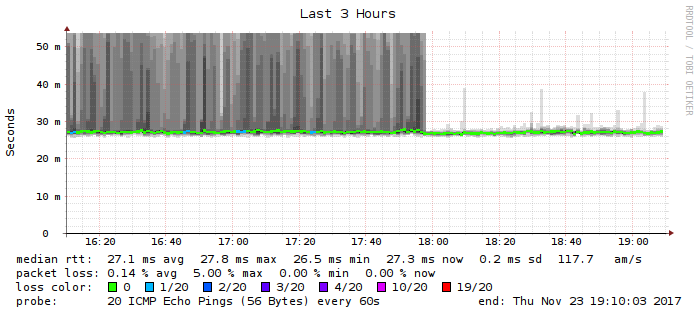 Last 3 Hours
RRDTOOL / TOBI OETIKER
Seconds
50 m
40 m
30 m
20 m
10 m
0
16:20 16:40 17:00 17:20 17:40 18:00 18:20 18:40 19:00
median rtt: 27.1 ms avg 27.8 ms max 26.5 ms min 27.3 ms now 0.2 ms sd 117.7 am/s
packet loss: 0.14 % avg 5.00 % max 0.00 % min 0.00 % now
loss color: 0 1/20 2/20 3/20 4/20 10/20 19/20
probe: 20 ICMP Echo Pings (56 Bytes) every 60s end: Thu Nov 23 19:10:03 2017